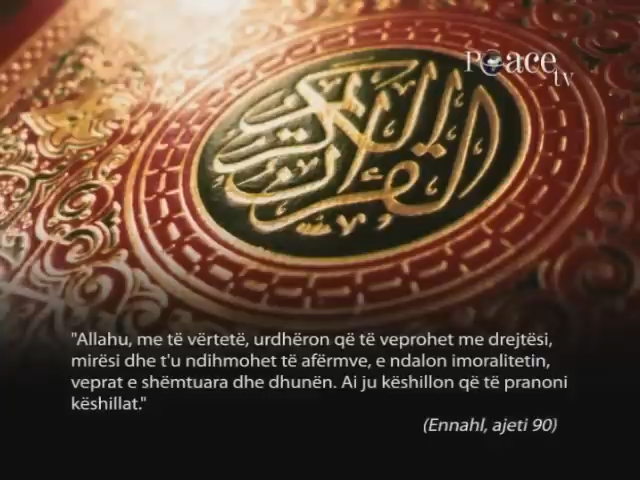 Peace
tv
القرآن الكريم
"Allahu, me të vërtetë, urdhëron që të veprohet me drejtësi,
mirësi dhe t'u ndihmohet të afërmve, e ndalon imoralitetin,
veprat e shëmtuara dhe dhunën. Ai ju këshillon që të pranoni
këshillat."
(Ennahl, ajeti 90)